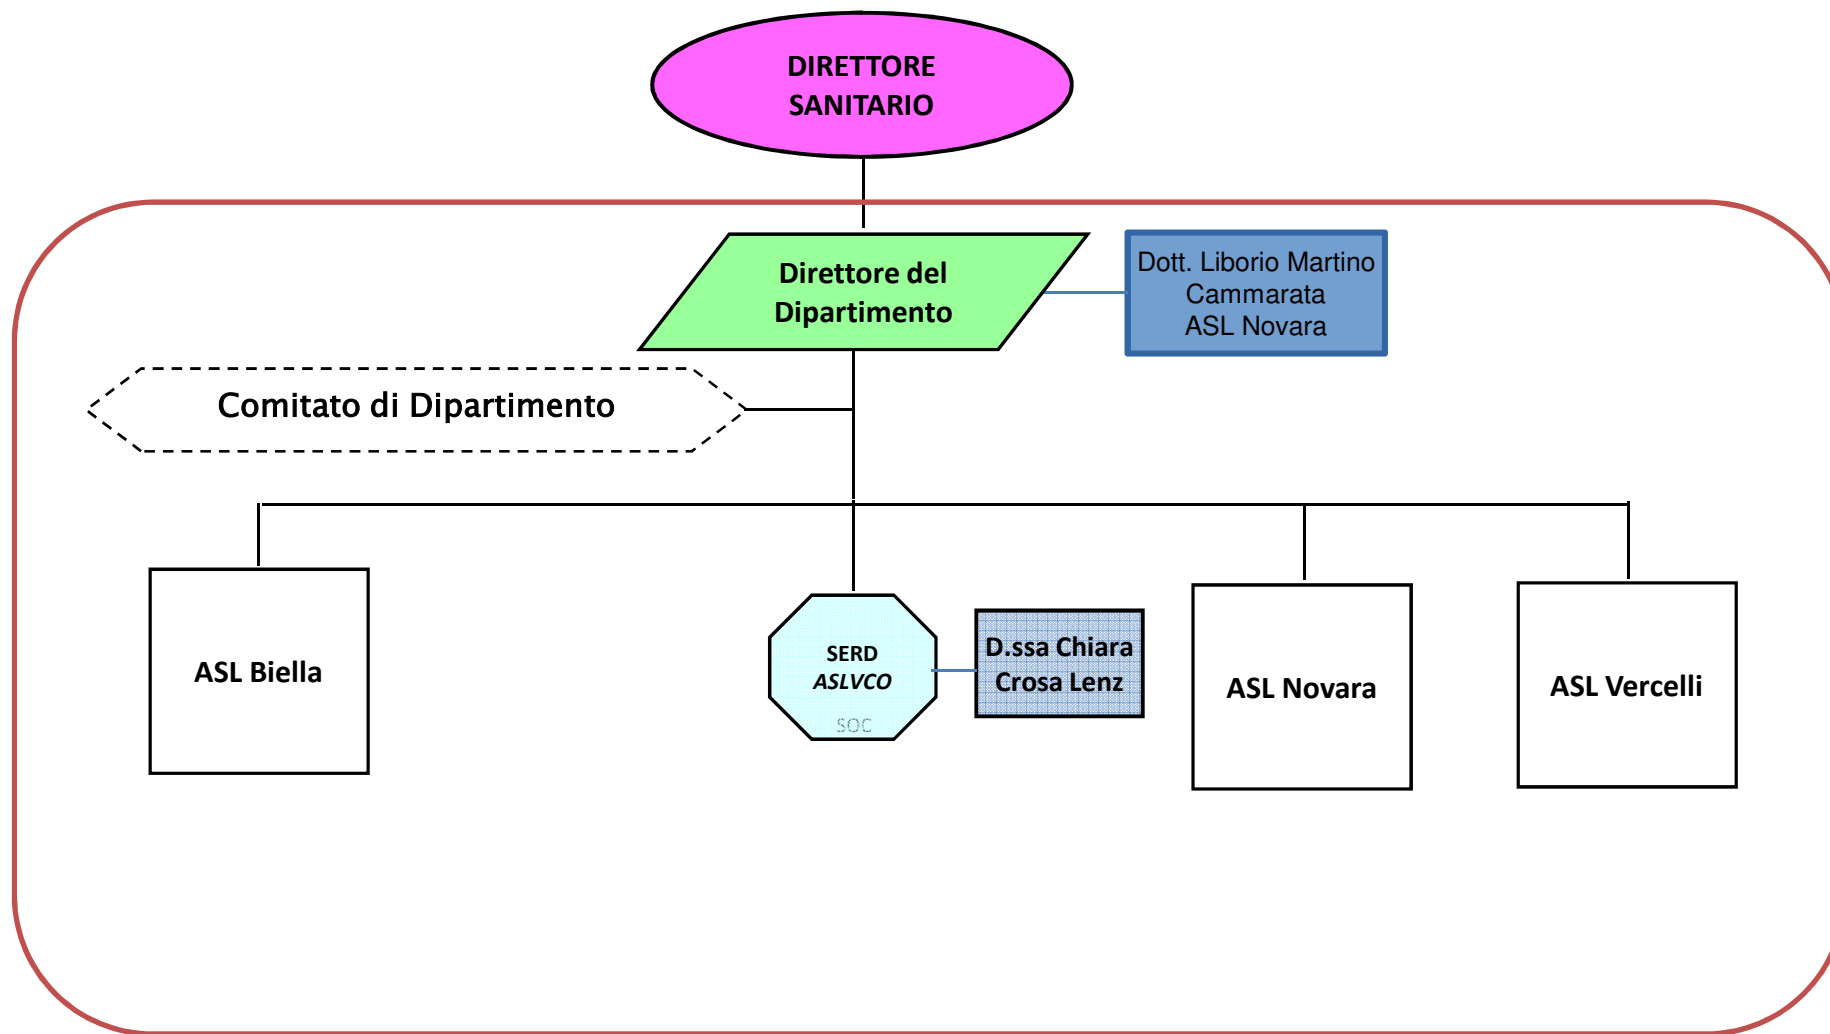 DIRETTORE
SANITARIO
Direttore del
Dipartimento
Dott. Liborio Martino
Cammarata
ASL Novara
Comitato di Dipartimento
ASL Biella
SERD
ASLVCO
SOC
D.ssa Chiara
Crosa Lenz
ASL Novara
ASL Vercelli